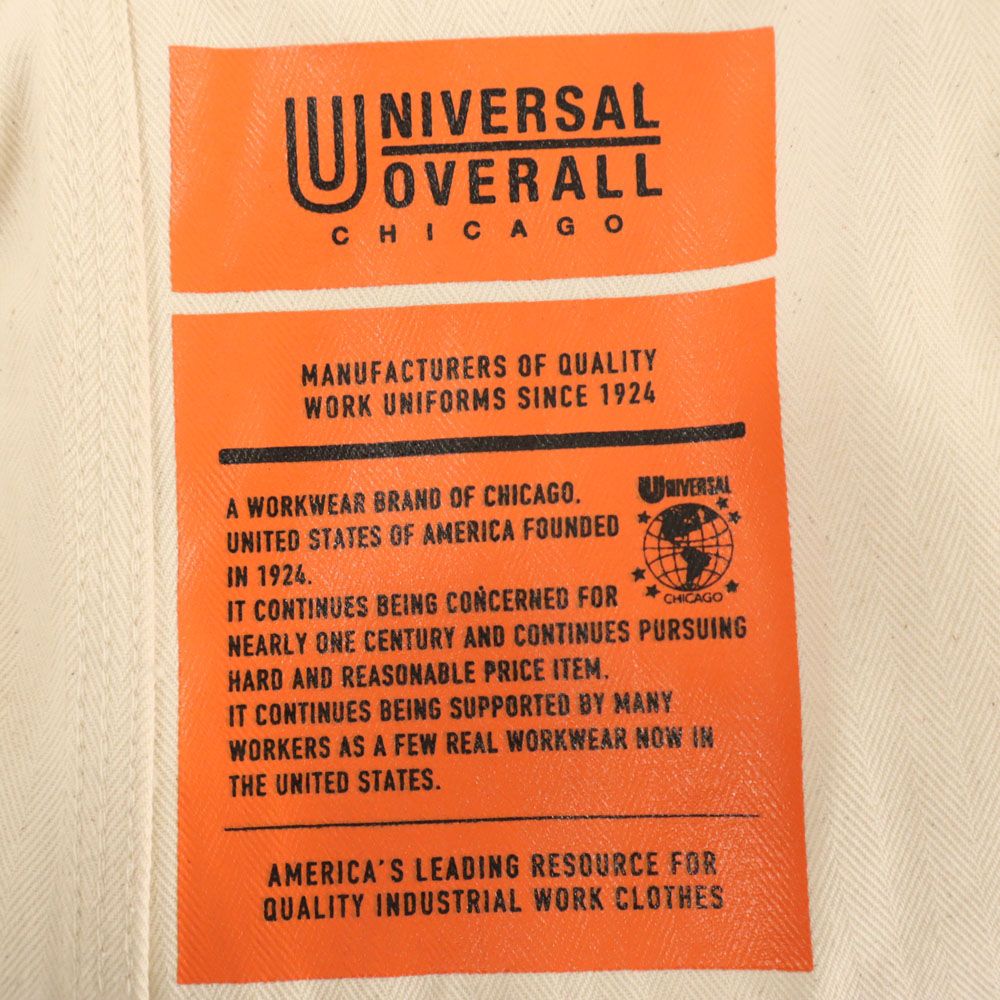 UNIVERSAL
OVERALL
CHICAGO
MANUFACTURERS OF QUALITY
WORK UNIFORMS SINCE 1924
A WORKWEAR BRAND OF CHICAGO.
UNITED STATES OF AMERICA FOUNDED
IN 1924.
IT CONTINUES BEING CONCERNED FOR
NEARLY ONE CENTURY AND CONTINUES PURSUING
HARD AND REASONABLE PRICE ITEM.
IT CONTINUES BEING SUPPORTED BY MANY
WORKERS AS A FEW REAL WORKWEAR NOW IN
THE UNITED STATES.
UNIVERSAL
CHICAGO
AMERICA'S LEADING RESOURCE FOR
QUALITY INDUSTRIAL WORK CLOTHES